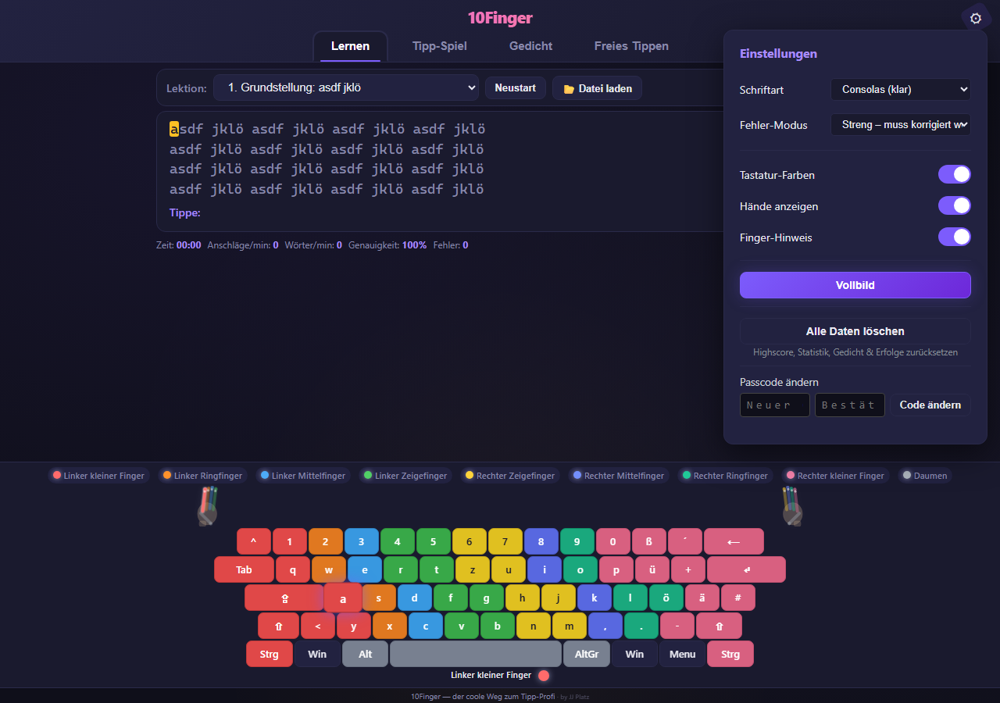 10Finger
Lernen Tipp-Spiel Gedicht Freies Tippen
Lektion: 1. Grundstellung: asdf jklö Neustart Datei laden
asdf jklö asdf jklö asdf jklö asdf jklö
asdf jklö asdf jklö asdf jklö asdf jklö
asdf jklö asdf jklö asdf jklö asdf jklö
asdf jklö asdf jklö asdf jklö asdf jklö
Tippe:
Zeit: 00:00 Anschläge/min: 0 Wörter/min: 0 Genauigkeit: 100% Fehler: 0
Einstellungen
Schriftart Consolas (klar)
Fehler-Modus Streng – muss korrigiert w
Tastatur-Farben
Hände anzeigen
Finger-Hinweis
Vollbild
Alle Daten löschen
Highscore, Statistik, Gedicht & Erfolge zurücksetzen
Passcode ändern
Neuer Bestät Code ändern
Linker kleiner Finger Linker Ringfinger Linker Mittelfinger Linker Zeigefinger Rechter Zeigefinger Rechter Mittelfinger Rechter Ringfinger Rechter kleiner Finger Daumen
^ 1 2 3 4 5 6 7 8 9 0 ß ´ ←
Tab q w e r t z u i o p ü + ↵
⇪ a s d f g h j k l ö ä #
⇧ < y x c v b n m , . - ⇧
Strg Win Alt AltGr Win Menu Strg
Linker kleiner Finger
10Finger — der coole Weg zum Tipp-Profi · by JJ Platz